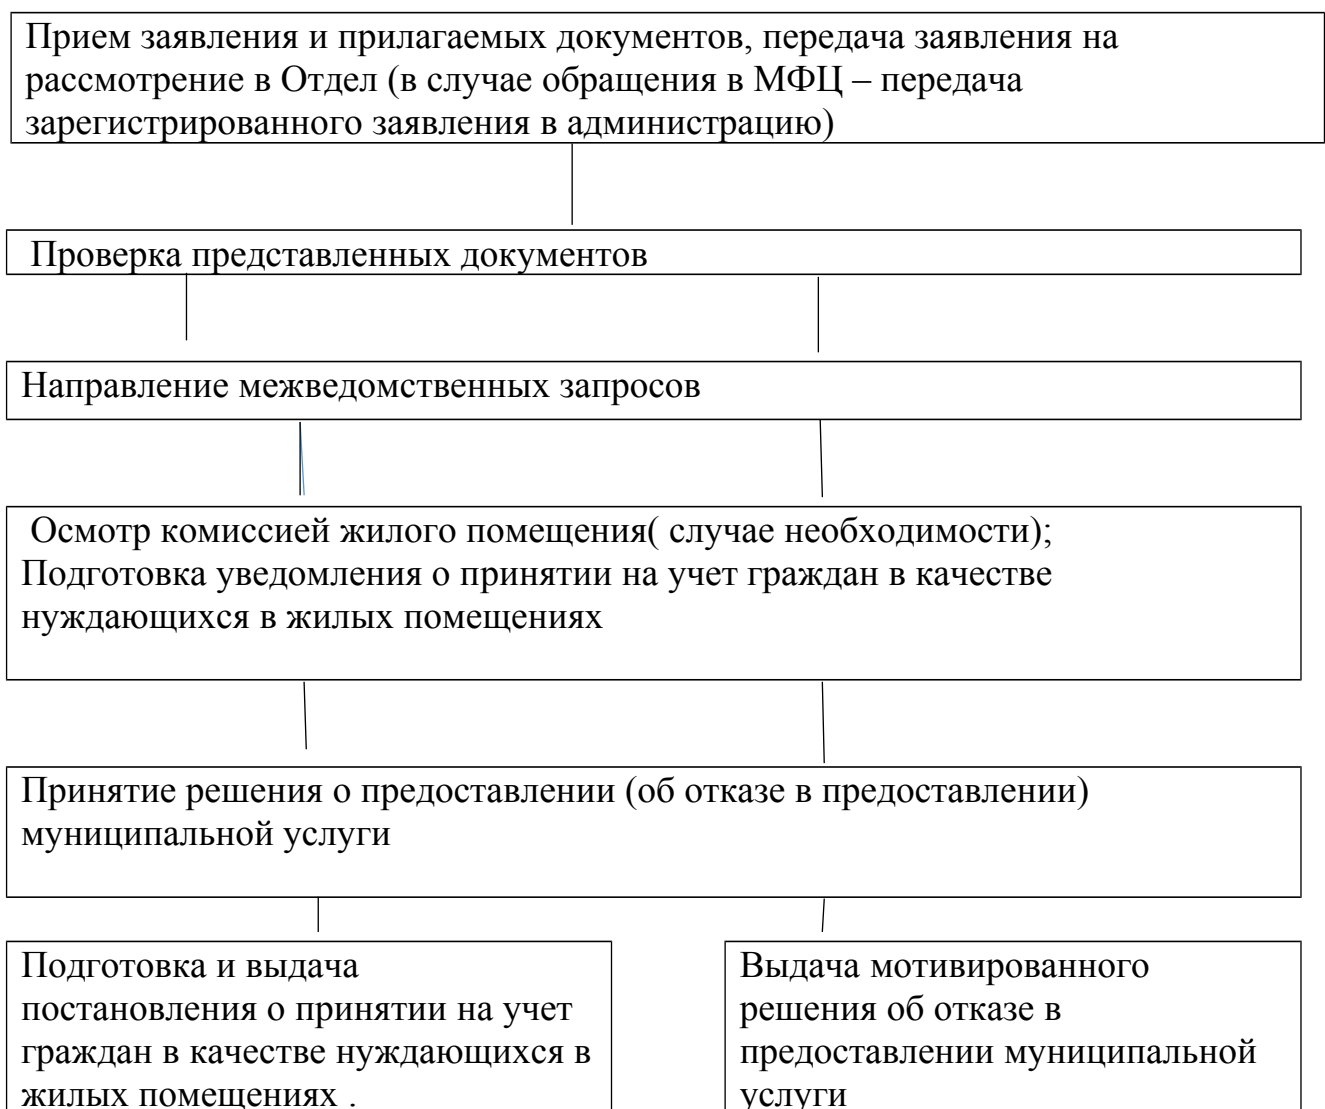 Прием заявления и прилагаемых документов, передача заявления на
рассмотрение в Отдел (в случае обращения в МФЦ – передача
зарегистрированного заявления в администрацию)
Проверка представленных документов
Направление межведомственных запросов
Осмотр комиссией жилого помещения( случае необходимости);
Подготовка уведомления о принятии на учет граждан в качестве
нуждающихся в жилых помещениях
Принятие решения о предоставлении (об отказе в предоставлении)
муниципальной услуги
Подготовка и выдача
постановления о принятии на учет
граждан в качестве нуждающихся в
жилых помещениях .
Выдача мотивированного
решения об отказе в
предоставлении муниципальной
услуги